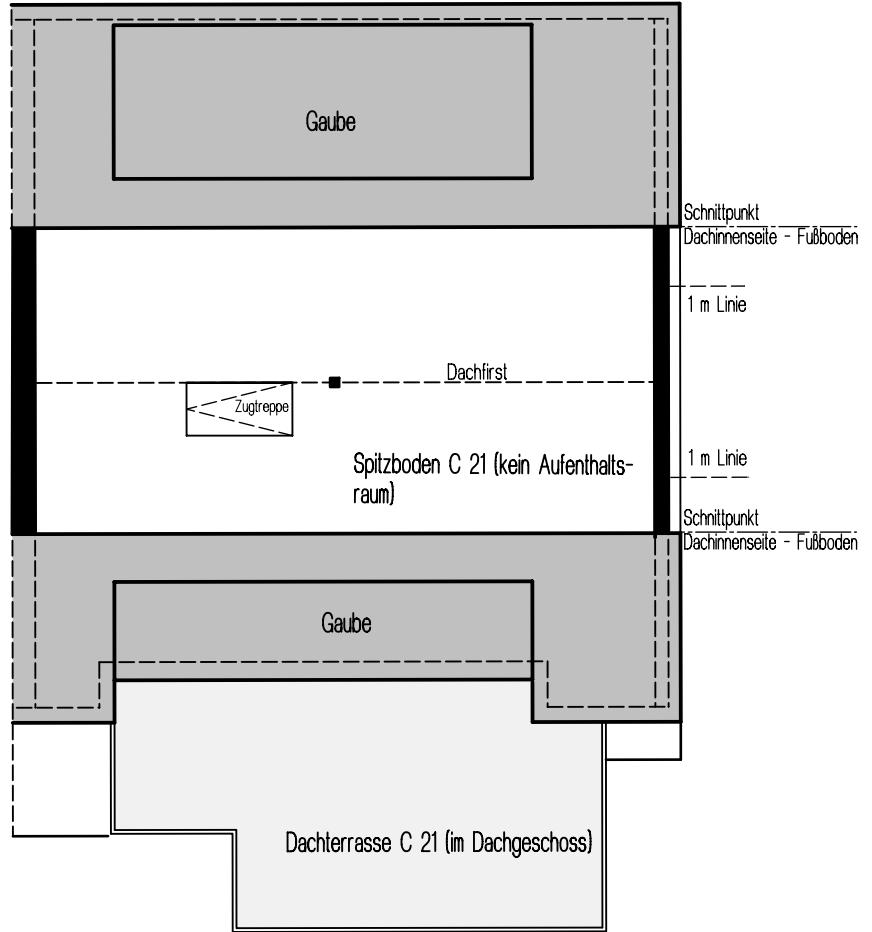 Gaube
Schnittpunkt
Dachinnenseite - Fußboden
1 m Linie
Dachfirst
Zugtreppe
Spitzboden C 21 (kein Aufenthalts-
raum)
1 m Linie
Schnittpunkt
Dachinnenseite - Fußboden
Gaube
Dachterrasse C 21 (im Dachgeschoss)